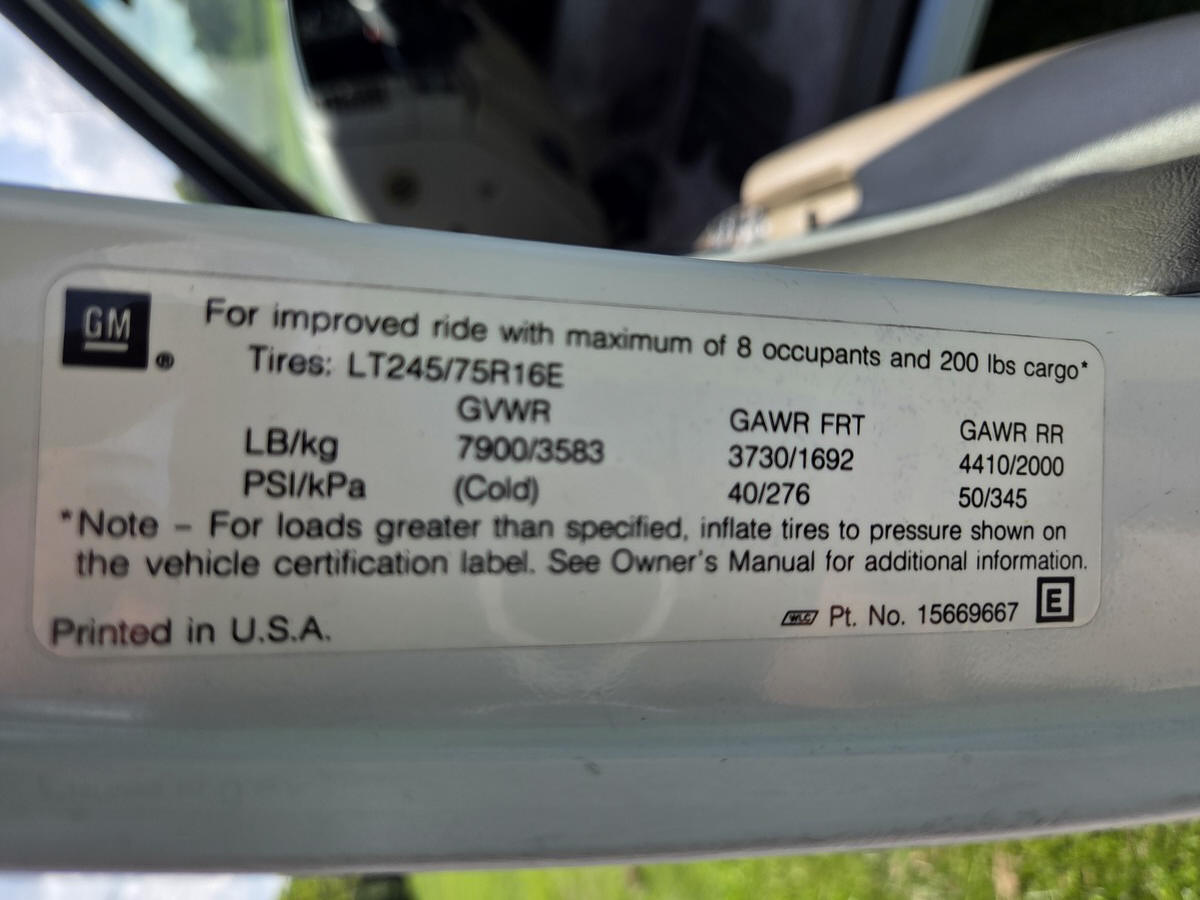 GM ®
For improved ride with maximum of 8 occupants and 200 lbs cargo*
Tires: LT245/75R16E
GVWR GAWR FRT GAWR RR
LB/kg 7900/3583 3730/1692 4410/2000
PSI/kPa (Cold) 40/276 50/345
*Note – For loads greater than specified, inflate tires to pressure shown on
the vehicle certification label. See Owner's Manual for additional information.
Printed in U.S.A. WLC Pt. No. 15669667 E